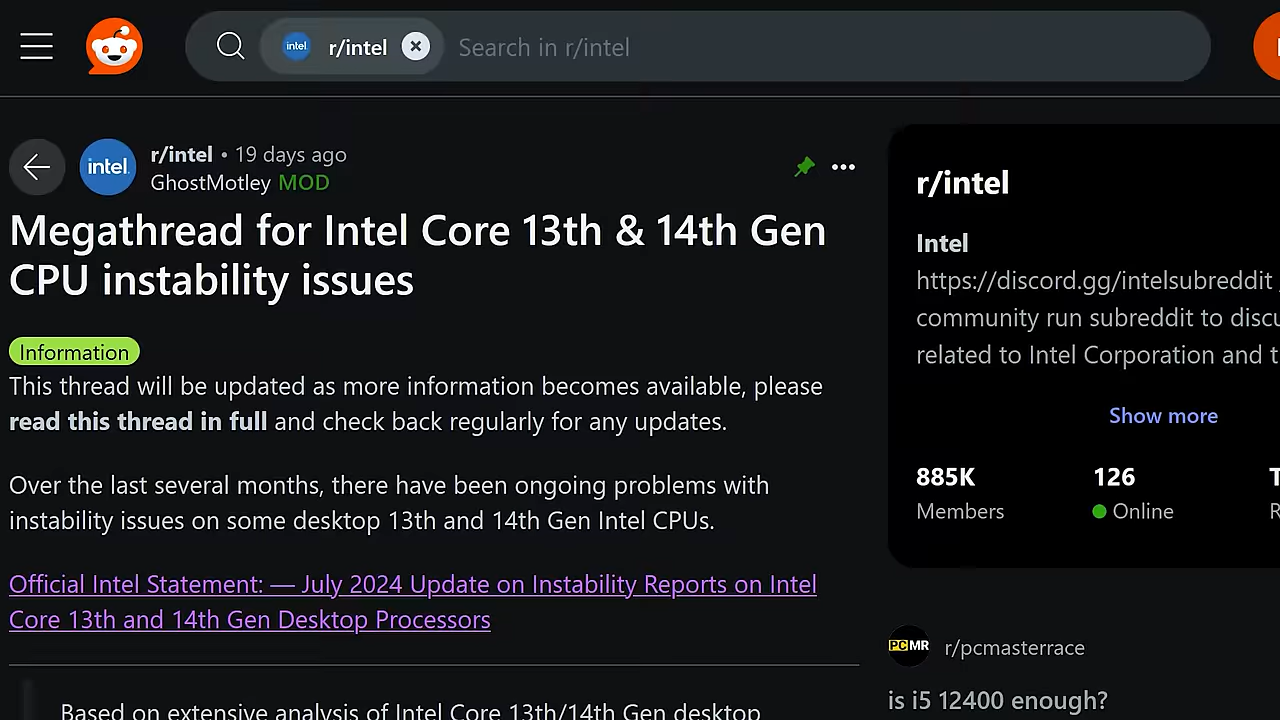 intel r/intel Search in r/intel
intel. r/intel • 19 days ago
GhostMotley MOD
Megathread for Intel Core 13th & 14th Gen
CPU instability issues
Information
This thread will be updated as more information becomes available, please
read this thread in full and check back regularly for any updates.
Over the last several months, there have been ongoing problems with
instability issues on some desktop 13th and 14th Gen Intel CPUs.
Official Intel Statement: — July 2024 Update on Instability Reports on Intel
Core 13th and 14th Gen Desktop Processors
Based on extensive analysis of Intel Core 13th/14th Gen desktop
r/intel
Intel
https://discord.gg/intelsubreddit
community run subreddit to
related to Intel Corporation and
Show more
885K 126
Members Online
PCMR r/pcmasterrace
is i5 12400 enough?